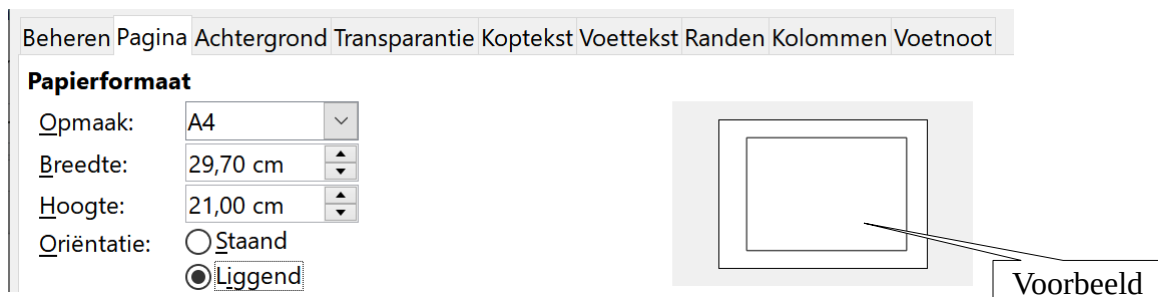 Beheren Pagina Achtergrond Transparantie Koptekst Voettekst Randen Kolommen Voetnoot
Papierformaat
Opmaak: A4
Breedte: 29,70 cm
Hoogte: 21,00 cm
Oriëntatie: Staand
Liggend
Voorbeeld